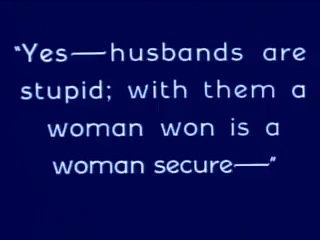 "Yes—husbands are
stupid; with them a
woman won is a
woman secure—"